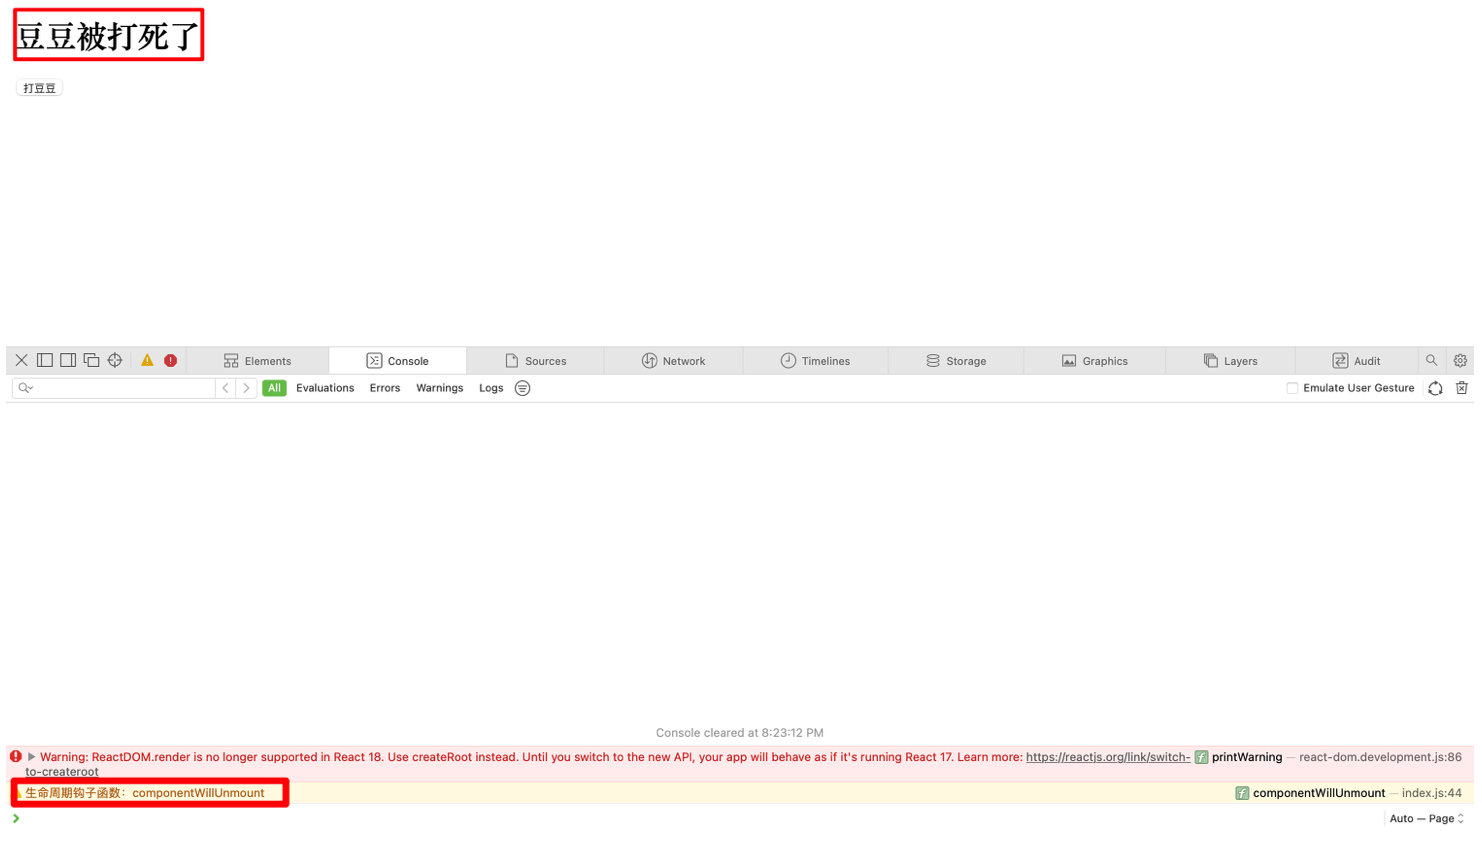 豆豆被打死了
打豆豆
Elements Console Sources Network Timelines Storage Graphics Layers Audit
All Evaluations Errors Warnings Logs Emulate User Gesture
Console cleared at 8:23:12 PM
Warning: ReactDOM.render is no longer supported in React 18. Use createRoot instead. Until you switch to the new API, your app will behave as if it's running React 17. Learn more: https://reactjs.org/link/switch- f printWarning — react-dom.development.js:86
to-createroot
生命周期钩子函数：componentWillUnmount f componentWillUnmount — index.js:44
Auto — Page